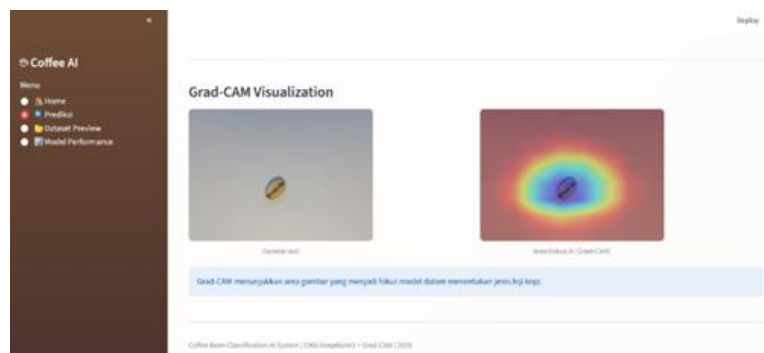 Deploy
Coffee AI
Menu
Home
Prediksi
Dataset Preview
Model Performance
Grad-CAM Visualization
Gambar Asli
Area Fokus AI (Grad-CAM)
Grad-CAM menunjukkan area gambar yang menjadi fokus model dalam menentukan jenis biji kopi.
Coffee Bean Classification AI System | CNN InceptionV3 + Grad-CAM | 2025